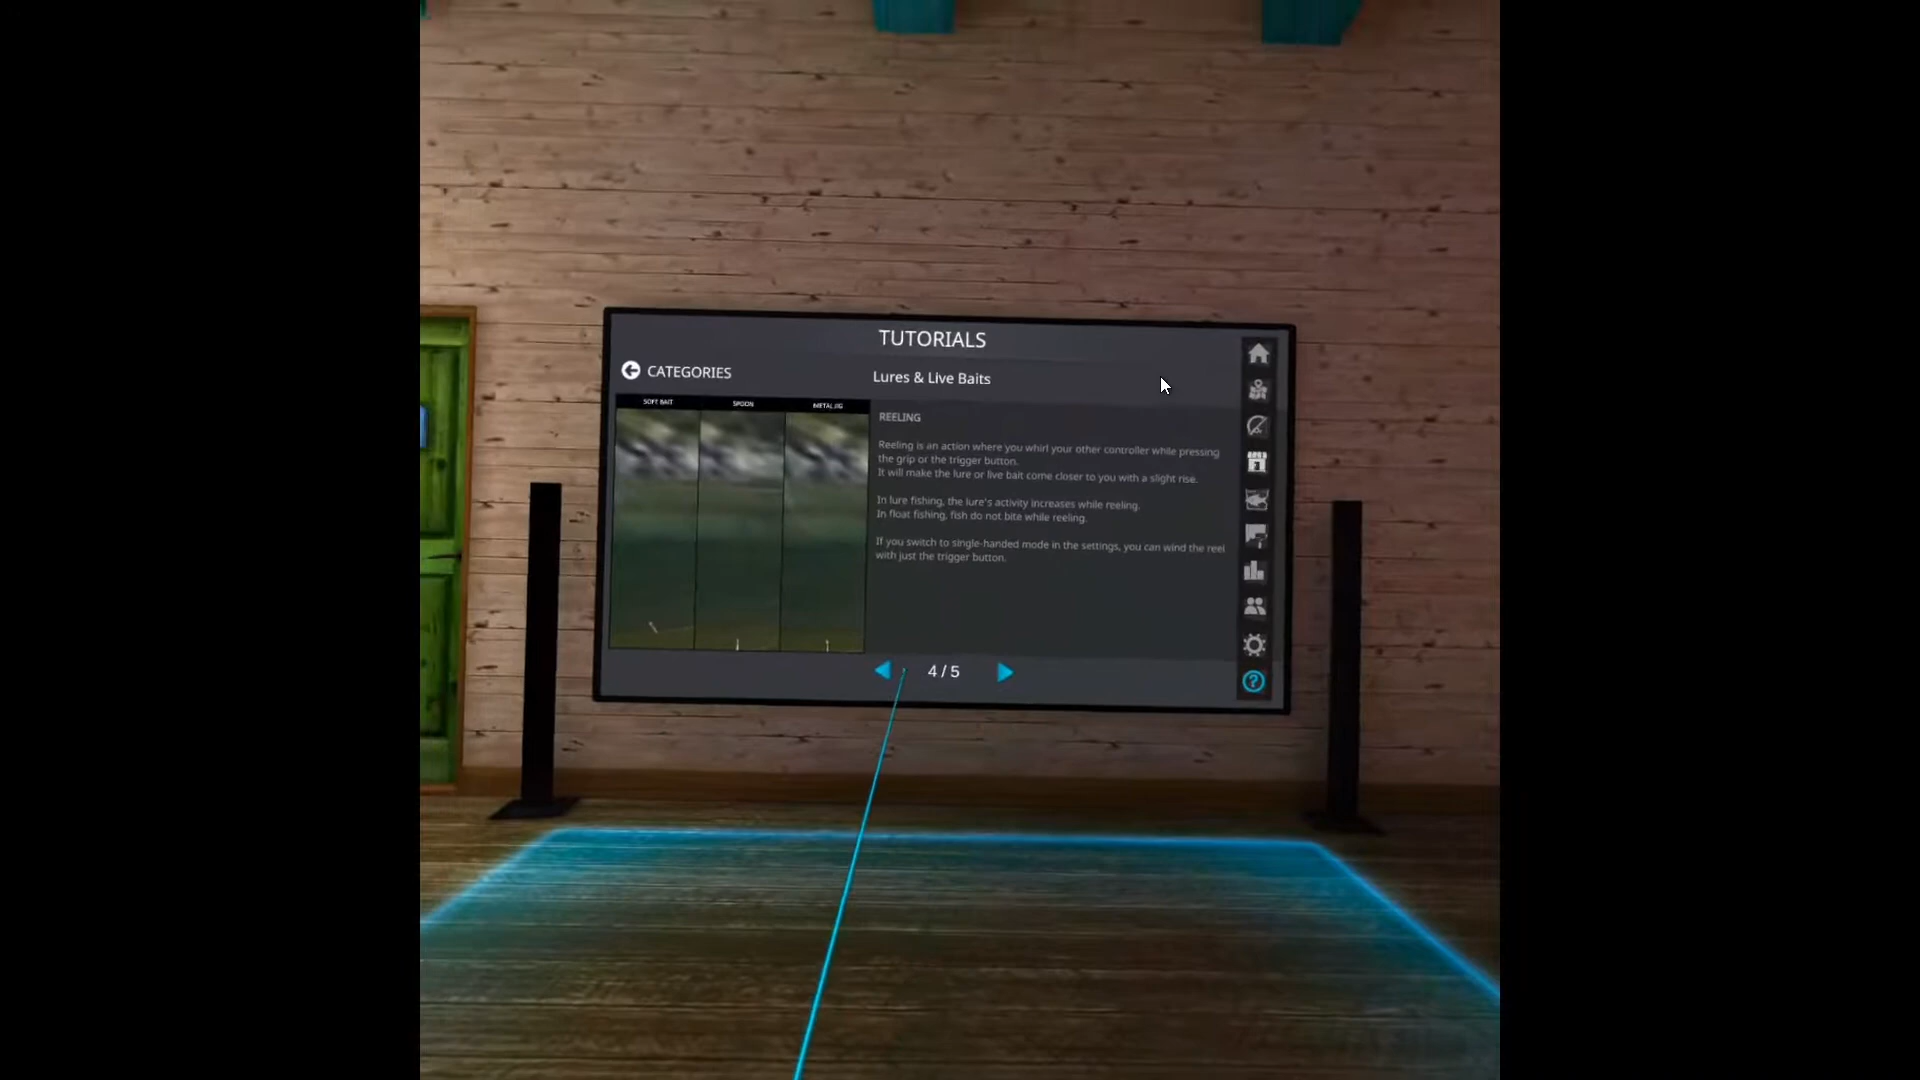 TUTORIALS
CATEGORIES
Lures & Live Baits
SOFT BAIT
SPOON
METAL JIG
REELING
Reeling is an action where you whirl your other controller while pressing
the grip or the trigger button.
It will make the lure or live bait come closer to you with a slight rise.
In lure fishing, the lure's activity increases while reeling.
In float fishing, fish do not bite while reeling.
If you switch to single-handed mode in the settings, you can wind the reel
with just the trigger button.
4 / 5
?